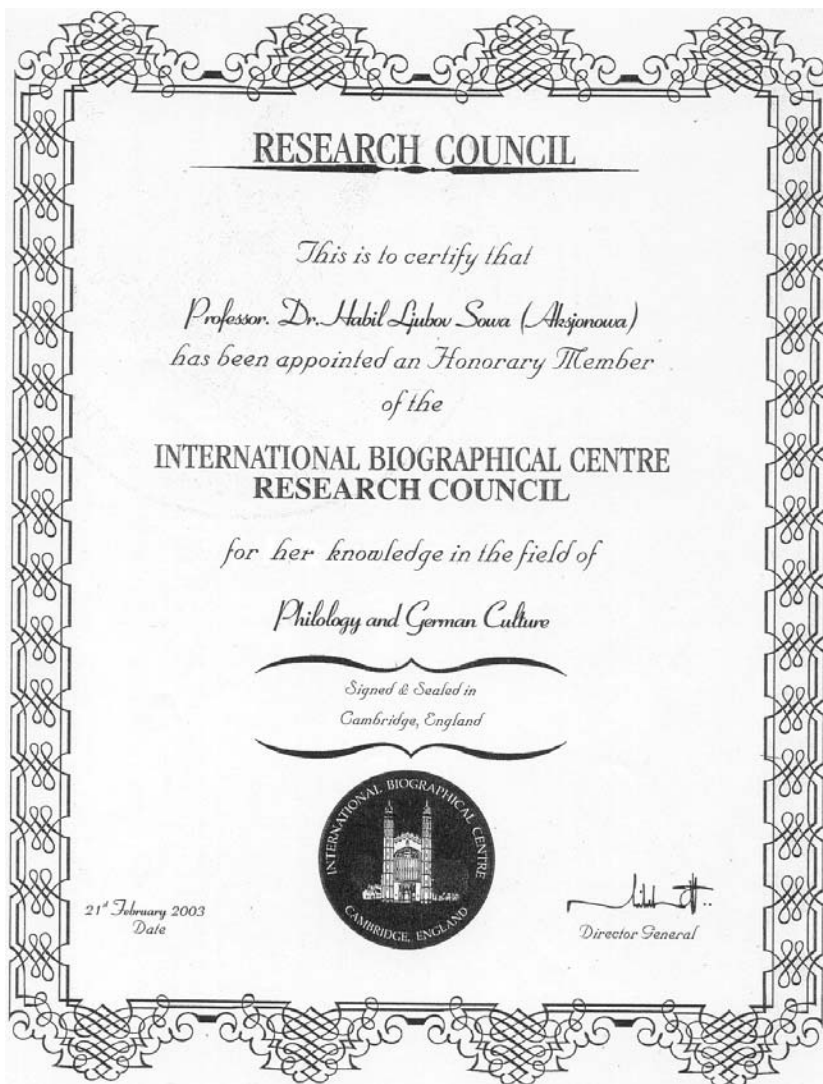 RESEARCH COUNCIL
This is to certify that
Professor. Dr. Habil Ljubov Sowa (Aksjonowa)
has been appointed an Honorary Member
of the
INTERNATIONAL BIOGRAPHICAL CENTRE
RESEARCH COUNCIL
for her knowledge in the field of
Philology and German Culture
Signed & Sealed in
Cambridge, England
INTERNATIONAL BIOGRAPHICAL CENTRE
CAMBRIDGE, ENGLAND
21st February 2003
Date
Director General